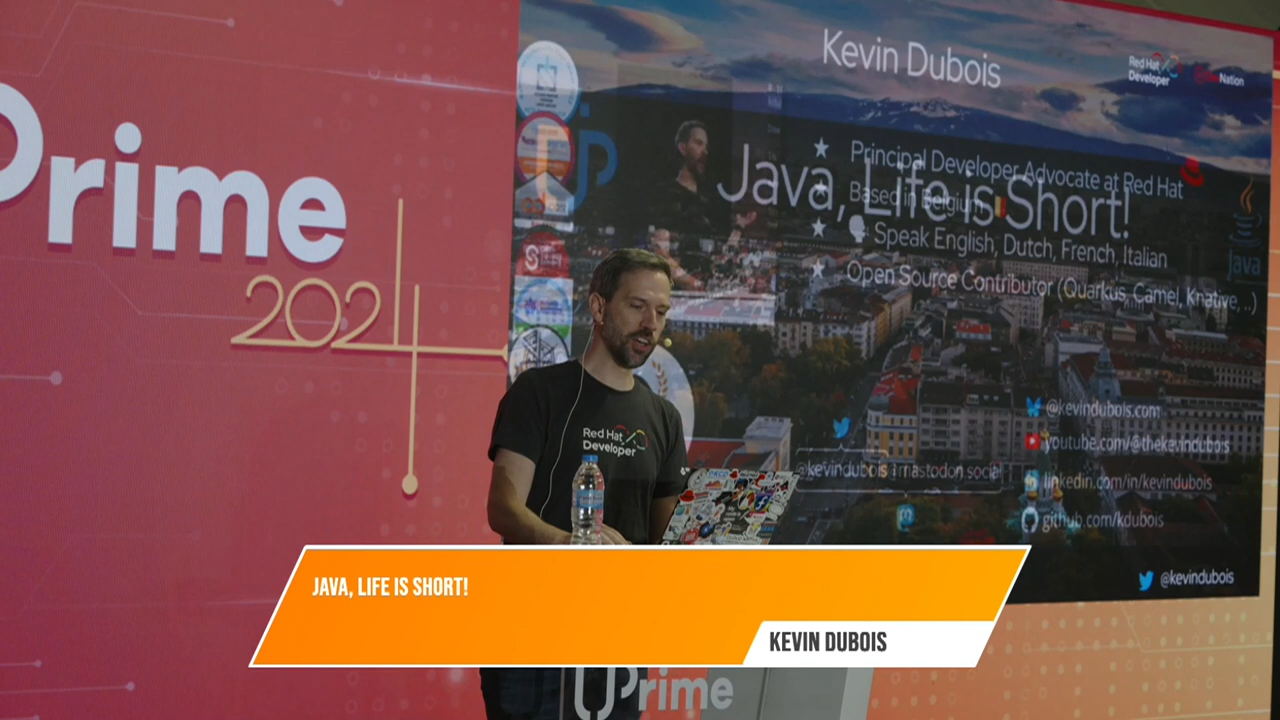 Prime
2024
Kevin Dubois
Red Hat
Developer
Nation
Java, Life is Short!
Principal Developer Advocate at Red Hat
Based in Belgium
Speak English, Dutch, French, Italian
Open Source Contributor (Quarkus, Camel, Knative,..)
Java
@kevindubois.com
youtube.com/@thekevindubois
@kevindubois
mastodon.social
linkedin.com/in/kevindubois
github.com/kdubois
@kevindubois
Red Hat
Developer
JAVA, LIFE IS SHORT!
KEVIN DUBOIS
Prime